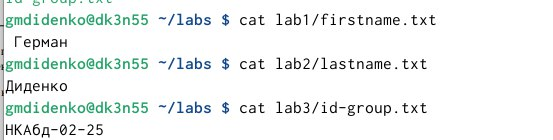 id-group.txt
gmdidenko@dk3n55 ~/labs $ cat lab1/firstname.txt
 Герман
gmdidenko@dk3n55 ~/labs $ cat lab2/lastname.txt
Диденко
gmdidenko@dk3n55 ~/labs $ cat lab3/id-group.txt
НКАбд-02-25